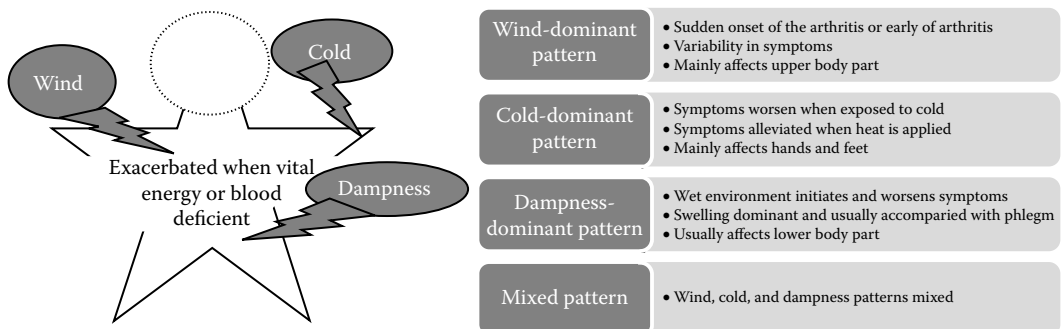 Wind
Cold
Exacerbated when vital
energy or blood
deficient
Dampness
Wind-dominant
pattern
• Sudden onset of the arthritis or early of arthritis
• Variability in symptoms
• Mainly affects upper body part
Cold-dominant
pattern
• Symptoms worsen when exposed to cold
• Symptoms alleviated when heat is applied
• Mainly affects hands and feet
Dampness-
dominant pattern
• Wet environment initiates and worsens symptoms
• Swelling dominant and usually accomparied with phlegm
• Usually affects lower body part
Mixed pattern
• Wind, cold, and dampness patterns mixed